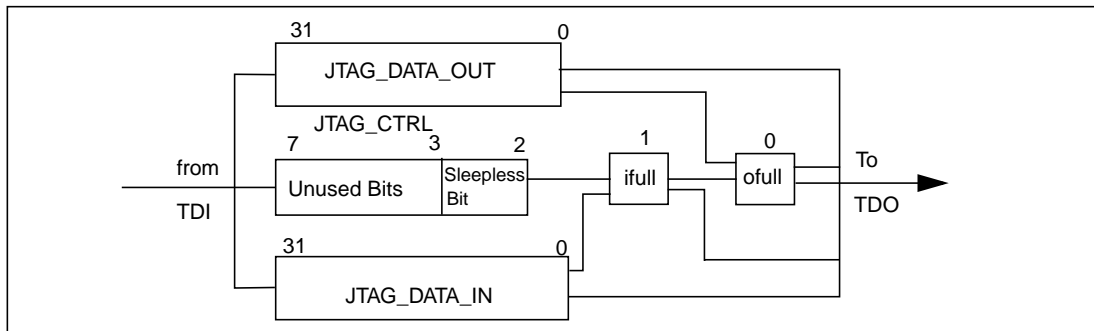 31 0
JTAG_DATA_OUT
JTAG_CTRL
7 3 2 1 0
from Unused Bits Sleepless Bit ifull ofull To
TDI TDO
31 0
JTAG_DATA_IN